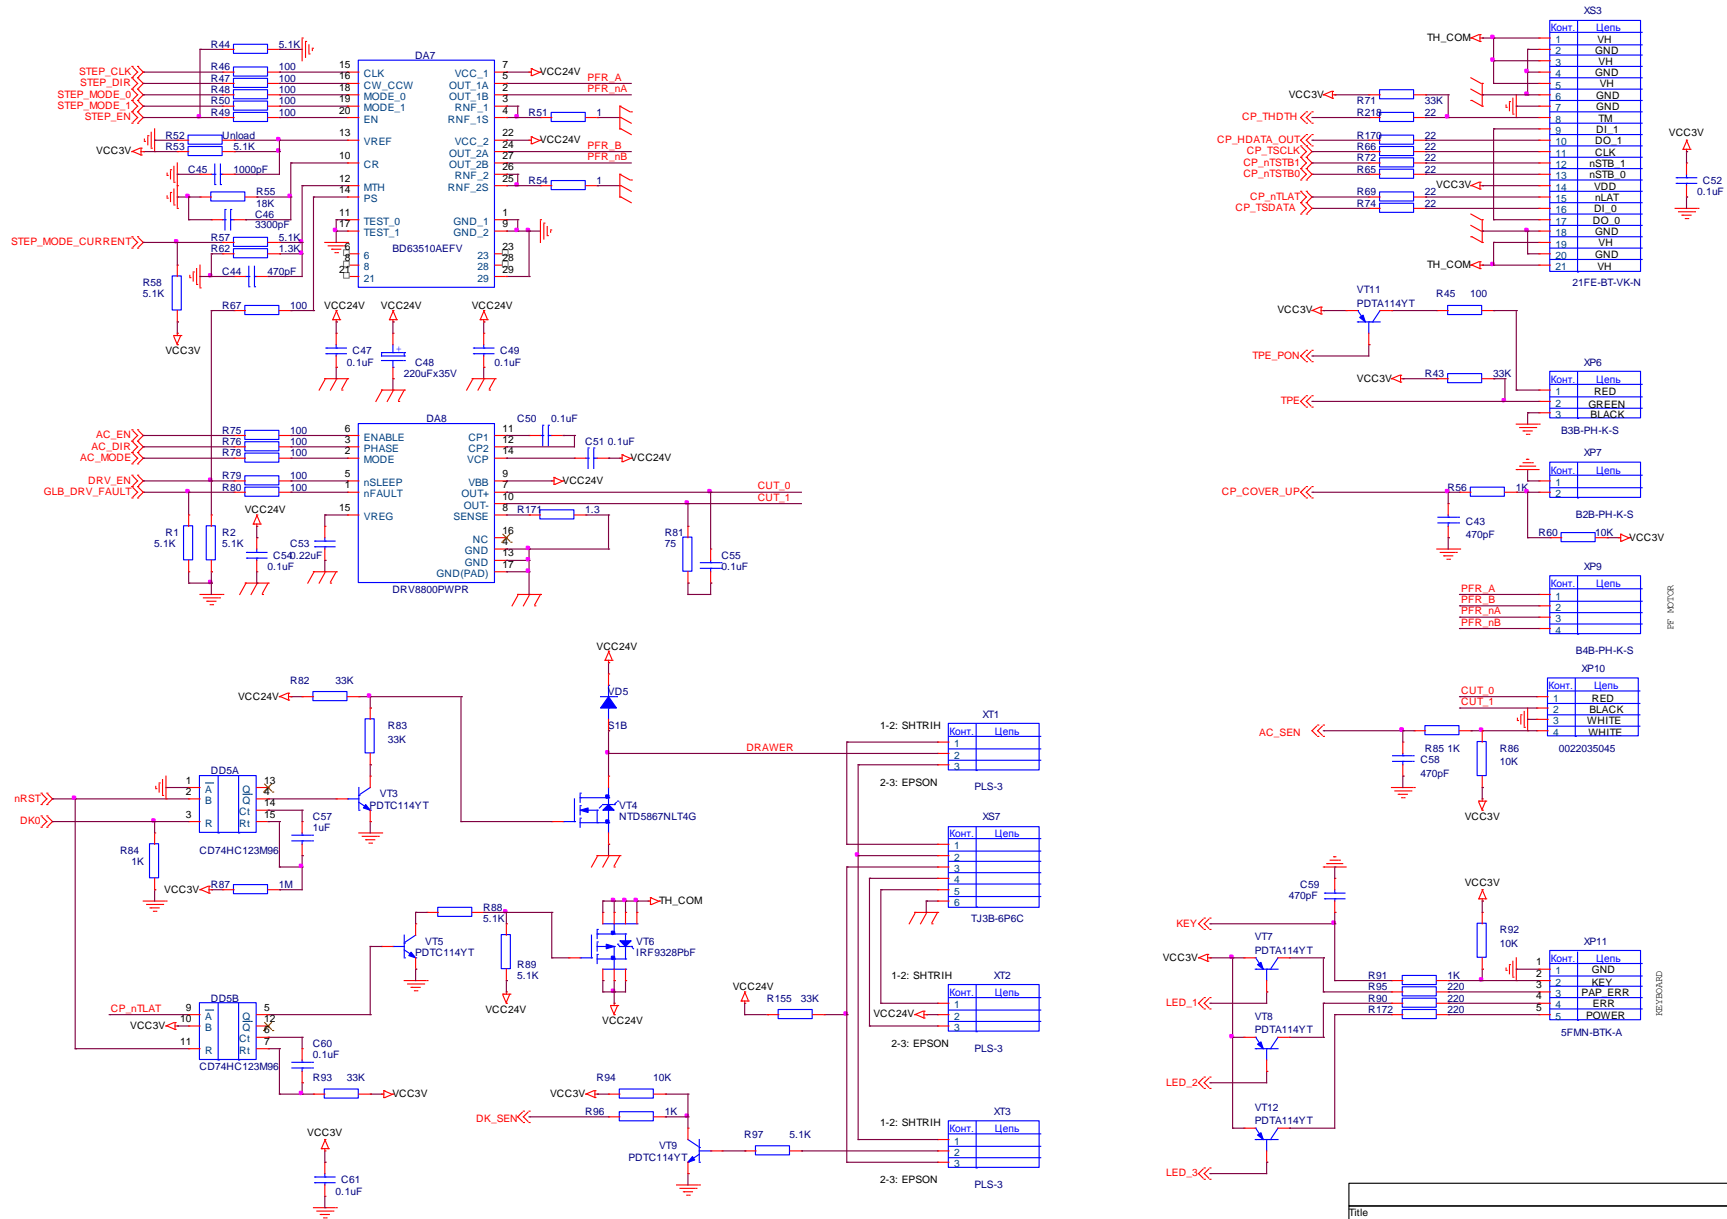 R44 5.1K
STEP_CLK R46 100 15 CLK
STEP_DIR R47 100 16 CW_CCW
STEP_MODE_0 R48 100 18 MODE_0
STEP_MODE_1 R50 100 19 MODE_1
STEP_EN R49 100 20 EN
R52 Unload 13 VREF
VCC3V R53 5.1K
10 CR
C45 1000pF
12 MTH
14 PS
R55 18K
C46 3300pF
11 TEST_0
17 TEST_1
STEP_MODE_CURRENT R57 5.1K
R62 1.3K
6 6
8 8
21 21
C44 470pF
R58 5.1K
VCC3V
R67 100
DA7
VCC_1 7 VCC24V
OUT_1A 5 PFR_A
OUT_1B 2 PFR_nA
RNF_1 3
RNF_1S 4 R51 1
VCC_2 22 VCC24V
OUT_2A 24 PFR_B
OUT_2B 27 PFR_nB
RNF_2 26
RNF_2S 25 R54 1
GND_1 1
GND_2 9
BD63510AEFV
23 23
28 28
29 29
VCC24V C47 0.1uF
VCC24V + C48 220uFx35V
VCC24V C49 0.1uF
DA8
AC_EN R75 100 6 ENABLE
AC_DIR R76 100 3 PHASE
AC_MODE R78 100 2 MODE
DRV_EN R79 100 5 nSLEEP
GLB_DRV_FAULT R80 100 1 nFAULT
15 VREG
R1 5.1K
R2 5.1K
VCC24V
C54 0.1uF
C53 0.22uF
CP1 11 C50 0.1uF
CP2 12
VCP 14 C51 0.1uF VCC24V
VBB 9 VCC24V
OUT+ 7 CUT_0
OUT- 10 CUT_1
SENSE 8 R171 1.3
NC 16
GND 4
GND 13
GND(PAD) 17
DRV8800PWPR
R81 75
C55 0.1uF
VCC24V R82 33K
R83 33K
DD5A
nRST
DK0
1 A
2 B
3 R
Q 13
Q 4
Ct 14
Rt 15
CD74HC123M96
R84 1K
VCC3V R87 1M
C57 1uF
VT3 PDTC114YT
VCC24V
VD5
S1B
DRAWER
VT4 NTD5867NLT4G
R88 5.1K
VT5 PDTC114YT
R89 5.1K
VCC24V
TH_COM
VT6 IRF9328PbF
VCC24V
DD5B
CP_nTLAT 9 A
VCC3V 10 B
11 R
Q 5
Q 12
Ct 6
Rt 7
CD74HC123M96
C60 0.1uF
R93 33K VCC3V
VCC3V
C61 0.1uF
VCC3V R94 10K
DK_SEN R96 1K
VT9 PDTC114YT
R97 5.1K
VCC24V
R155 33K
1-2: SHTRIH
XT1
Конт. Цепь
1
2
3
2-3: EPSON
PLS-3
XS7
Конт. Цепь
1
2
3
4
5
6
TJ3B-6P6C
1-2: SHTRIH
XT2
Конт. Цепь
1
VCC24V 2
3
2-3: EPSON
PLS-3
1-2: SHTRIH
XT3
Конт. Цепь
1
2
3
2-3: EPSON
PLS-3
XS3
Конт. Цепь
TH_COM 1 VH
2 GND
3 VH
4 GND
5 VH
6 GND
7 GND
8 TM
9 DI_1
10 DO_1
11 CLK
12 nSTB_1
13 nSTB_0
14 VDD
15 nLAT
16 DI_0
17 DO_0
18 GND
19 VH
20 GND
TH_COM 21 VH
21FE-BT-VK-N
VCC3V R71 33K
CP_THDTH R218 22
CP_HDATA_OUT R170 22
CP_TSCLK R66 22
CP_nTSTB1 R72 22
CP_nTSTB0 R65 22
VCC3V
CP_nTLAT R69 22
CP_TSDATA R74 22
VCC3V
C52 0.1uF
VT11 PDTA114YT
R45 100
VCC3V
TPE_PON
VCC3V R43 33K
TPE
XP6
Конт. Цепь
1 RED
2 GREEN
3 BLACK
B3B-PH-K-S
XP7
Конт. Цепь
1
2
B2B-PH-K-S
CP_COVER_UP R56 1K
C43 470pF
R60 10K VCC3V
XP9
Конт. Цепь
PFR_A 1
PFR_B 2
PFR_nA 3
PFR_nB 4
B4B-PH-K-S
PF MOTOR
XP10
Конт. Цепь
CUT_0 1 RED
CUT_1 2 BLACK
3 WHITE
4 WHITE
0022035045
AC_SEN R85 1K
C58 470pF
R86 10K
VCC3V
C59 470pF
VCC3V
R92 10K
KEY
VT7 PDTA114YT
VCC3V
LED_1
VT8 PDTA114YT
LED_2
VT12 PDTA114YT
LED_3
R91 1K
R95 220
R90 220
R172 220
XP11
Конт. Цепь
1 1 GND
2 2 KEY
3 3 PAP_ERR
4 4 ERR
5 5 POWER
5FMN-BTK-A
KEYBOARD
Title